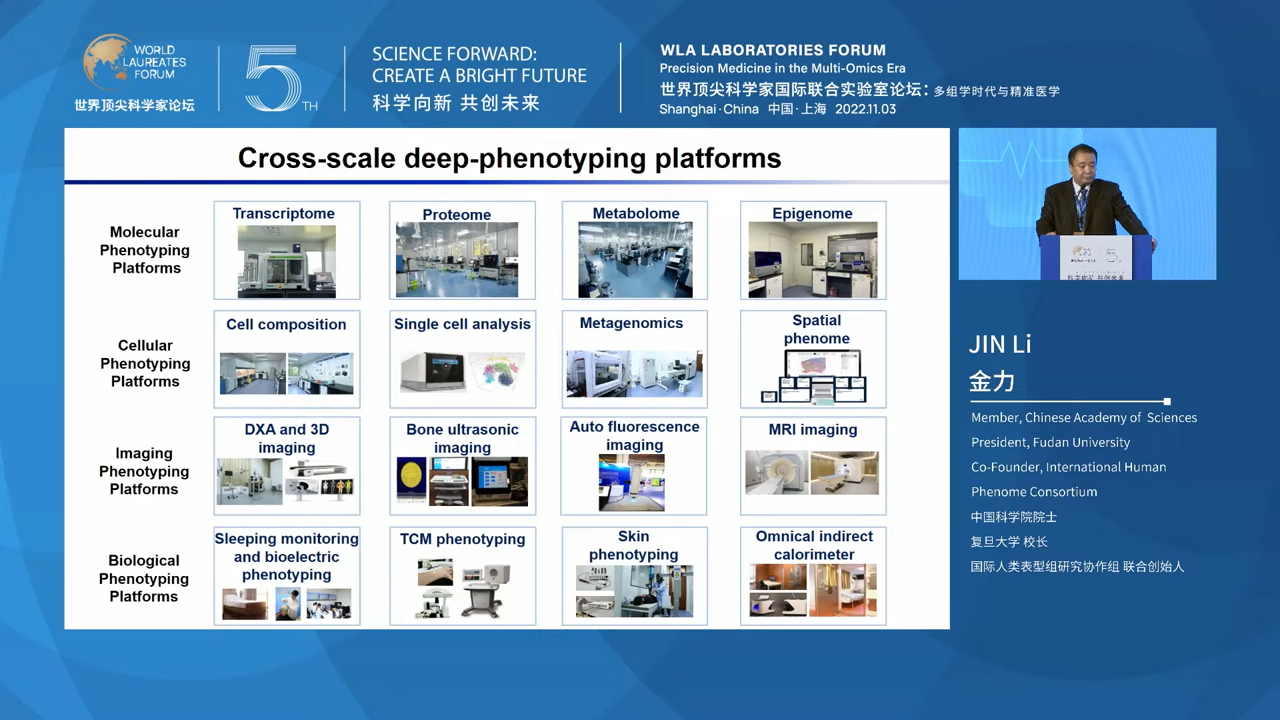 WORLD
LAUREATES
FORUM
世界顶尖科学家论坛
5TH
SCIENCE FORWARD:
CREATE A BRIGHT FUTURE
科学向新 共创未来
WLA LABORATORIES FORUM
Precision Medicine in the Multi-Omics Era
世界顶尖科学家国际联合实验室论坛：多组学时代与精准医学
Shanghai·China 中国·上海 2022.11.03
Cross-scale deep-phenotyping platforms
Molecular
Phenotyping
Platforms
Transcriptome
Proteome
Metabolome
Epigenome
Cellular
Phenotyping
Platforms
Cell composition
Single cell analysis
Metagenomics
Spatial
phenome
Imaging
Phenotyping
Platforms
DXA and 3D
imaging
Bone ultrasonic
imaging
Auto fluorescence
imaging
MRI imaging
Biological
Phenotyping
Platforms
Sleeping monitoring
and bioelectric
phenotyping
TCM phenotyping
Skin
phenotyping
Omnical indirect
calorimeter
科学向新 共创未来
JIN Li
金力
Member, Chinese Academy of Sciences
President, Fudan University
Co-Founder, International Human
Phenome Consortium
中国科学院院士
复旦大学 校长
国际人类表型组研究协作组 联合创始人